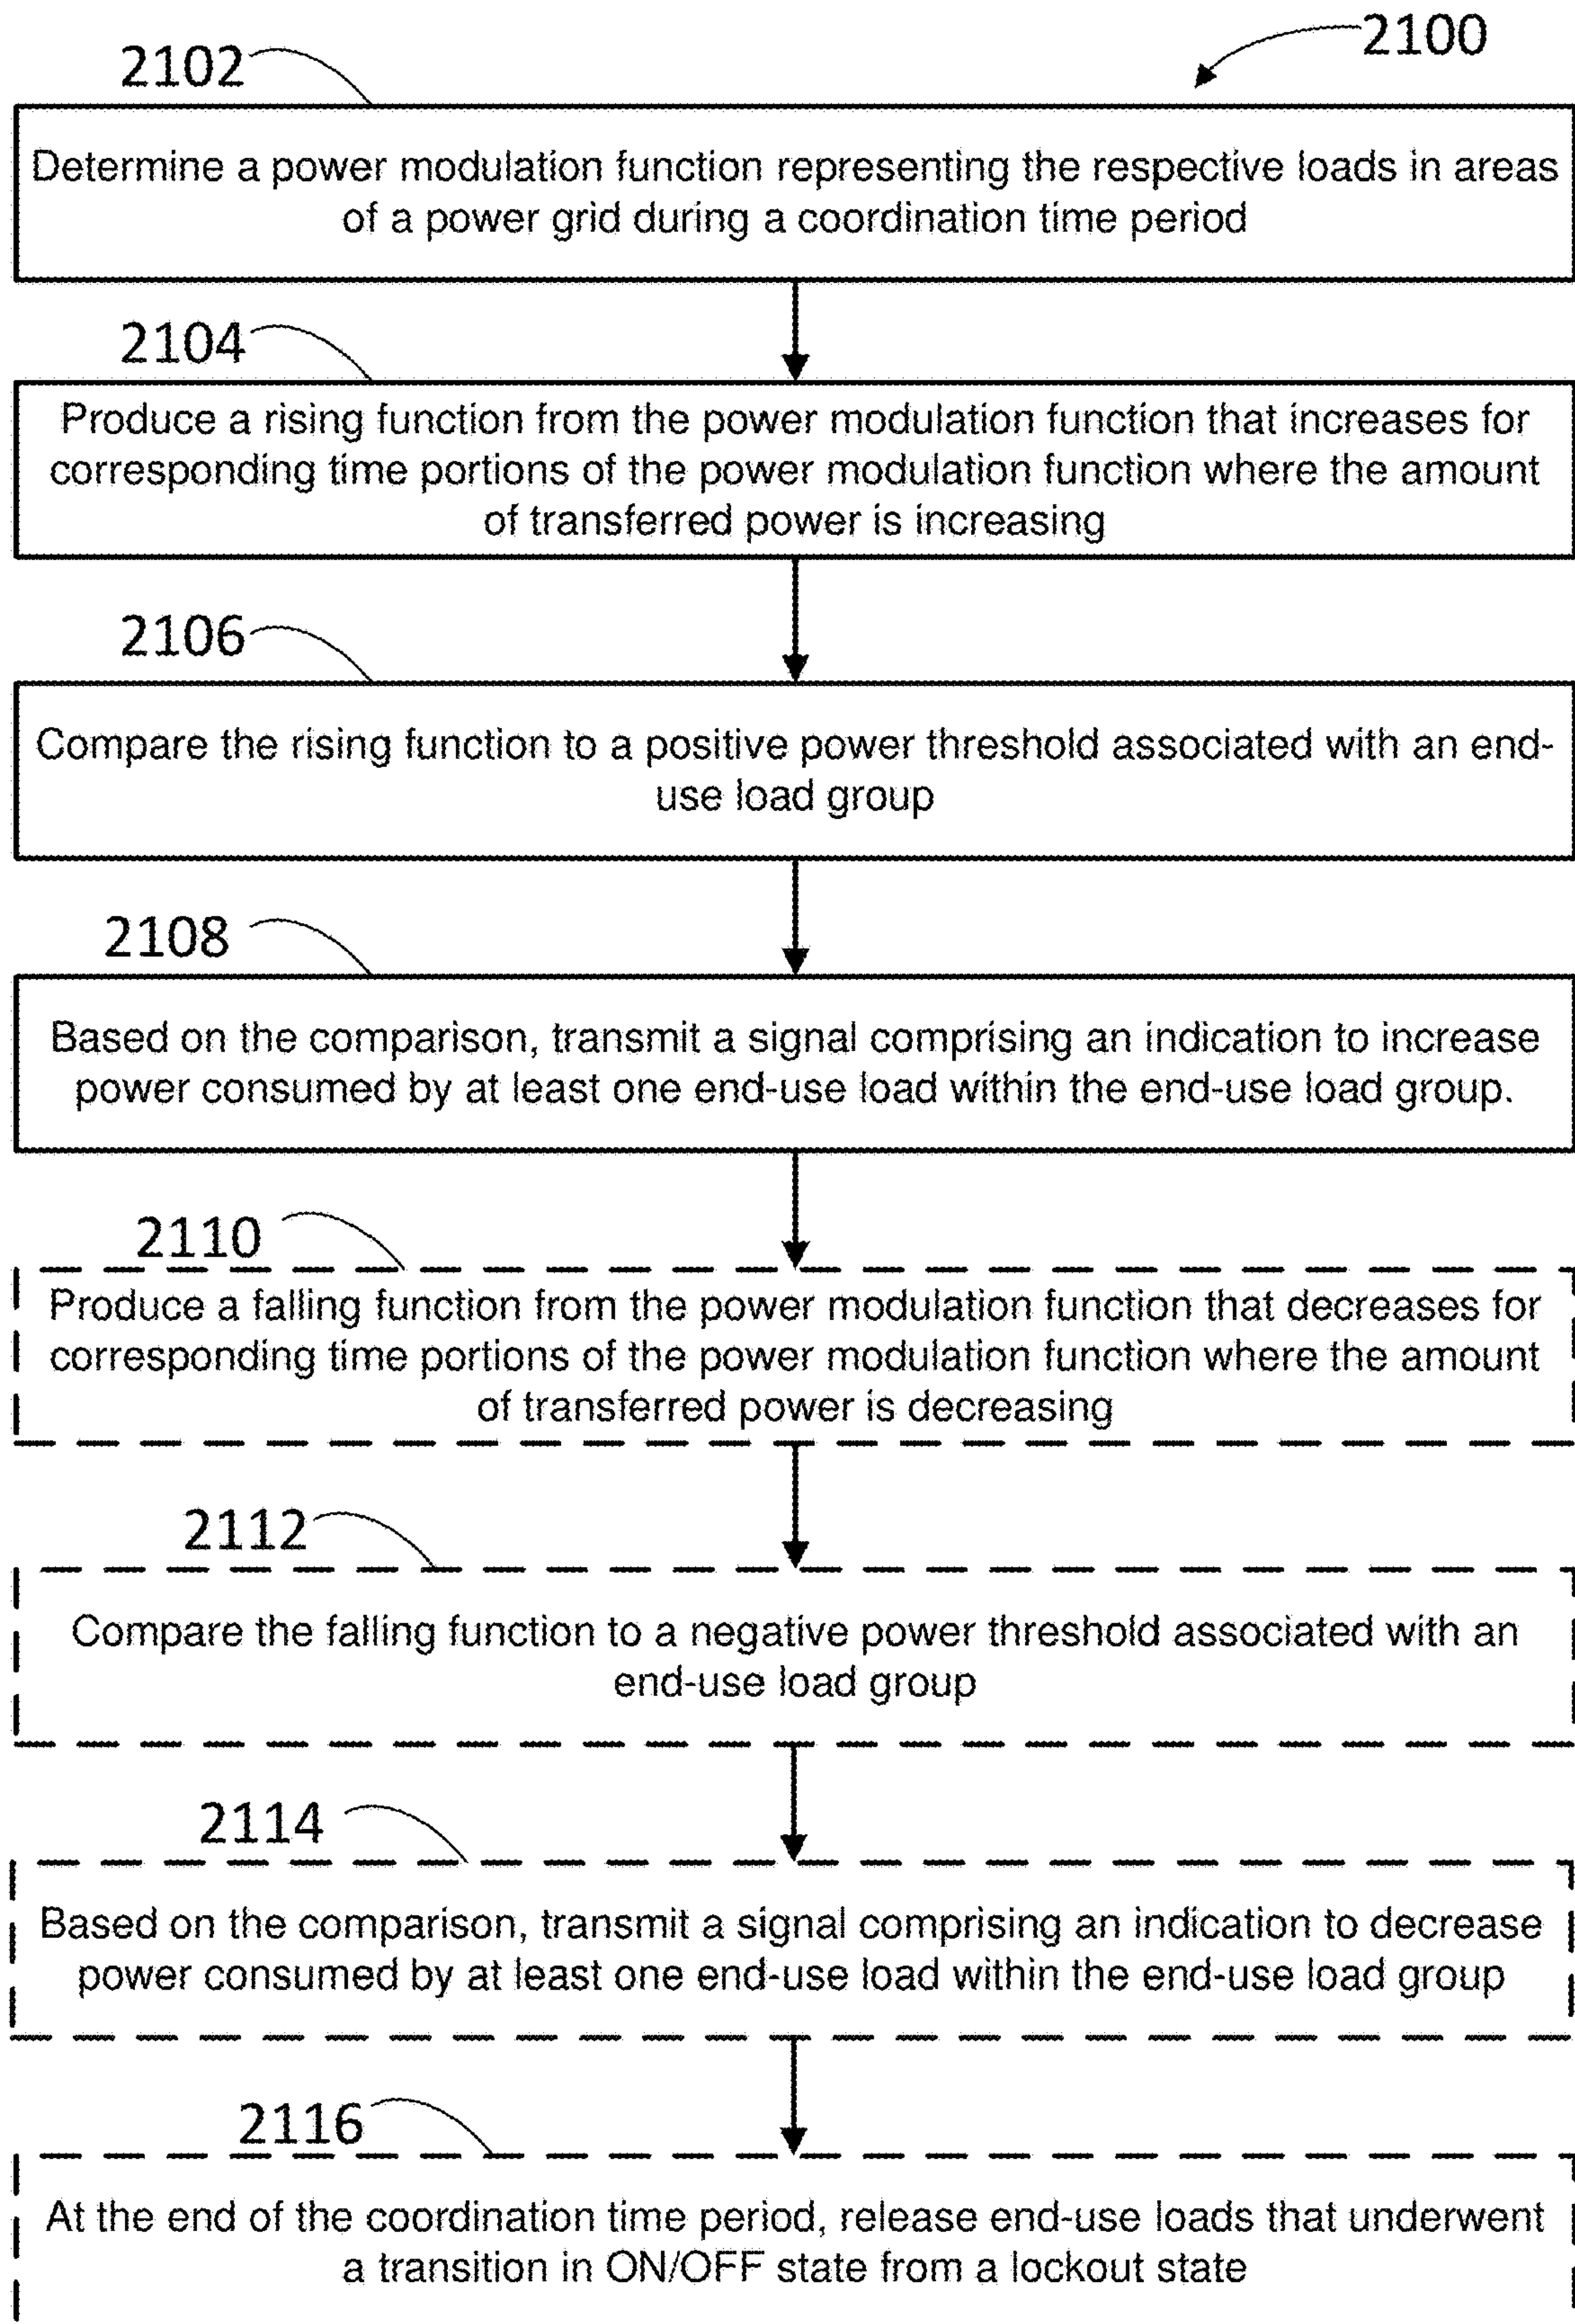 2100
2102
Determine a power modulation function representing the respective loads in areas
of a power grid during a coordination time period
2104
Produce a rising function from the power modulation function that increases for
corresponding time portions of the power modulation function where the amount
of transferred power is increasing
2106
Compare the rising function to a positive power threshold associated with an end-
use load group
2108
Based on the comparison, transmit a signal comprising an indication to increase
power consumed by at least one end-use load within the end-use load group.
2110
Produce a falling function from the power modulation function that decreases for
corresponding time portions of the power modulation function where the amount
of transferred power is decreasing
2112
Compare the falling function to a negative power threshold associated with an
end-use load group
2114
Based on the comparison, transmit a signal comprising an indication to decrease
power consumed by at least one end-use load within the end-use load group
2116
At the end of the coordination time period, release end-use loads that underwent
a transition in ON/OFF state from a lockout state